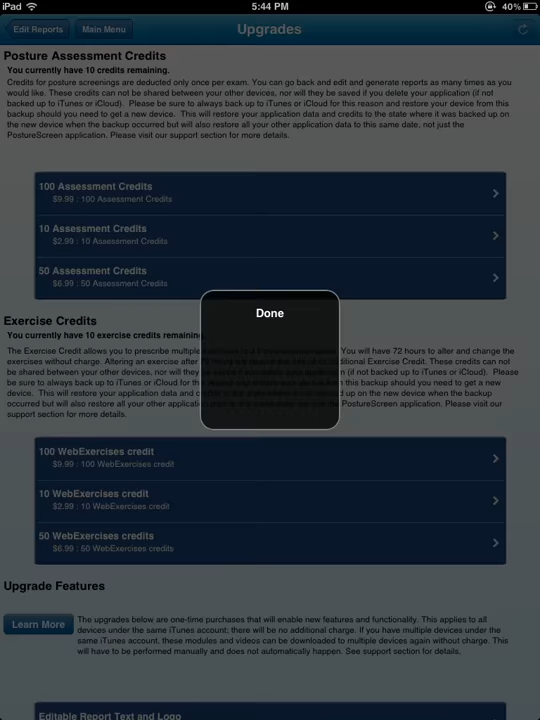 iPad 5:44 PM 40%
Edit Reports Main Menu Upgrades
Posture Assessment Credits
You currently have 10 credits remaining.
Credits for posture screenings are deducted only once per exam. You can go back and edit and generate reports as many times as you
would like. These credits cannot be shared between your other devices, nor will they be saved if you delete your application (if not
backed up to iTunes or iCloud). Please be sure to always back up to iTunes or iCloud for this reason and restore your device from this
backup should you need to get a new device. This will restore your application data and credits to the state where it was backed up on
the new device when the backup occurred but will also restore all your other application data to this same date, not just the
PostureScreen application. Please visit our support section for more details.
100 Assessment Credits
$9.99 : 100 Assessment Credits
10 Assessment Credits
$2.99 : 10 Assessment Credits
50 Assessment Credits
$6.99 : 50 Assessment Credits
Done
Exercise Credits
You currently have 10 exercise credits remaining.
The Exercise Credit allows you to prescribe multiple You will have 72 hours to alter and change the
exercises without charge. Altering an exercise after Exercise Credit. These credits can not
be shared between your other devices, nor will they (if not backed up to iTunes or iCloud). Please
be sure to always back up to iTunes or iCloud for this backup should you need to get a new
device. This will restore your application data and up on the new device when the backup
occurred but will also restore all your other application PostureScreen application. Please visit our
support section for more details.
100 WebExercises credit
$9.99 : 100 WebExercises credit
10 WebExercises credit
$2.99 : 10 WebExercises credit
50 WebExercises credits
$6.99 : 50 WebExercises credits
Upgrade Features
Learn More
The upgrades below are one-time purchases that will enable new features and functionality. This applies to all
devices under the same iTunes account; there will be no additional charge. If you have multiple devices under the
same iTunes account, these modules and videos can be downloaded to multiple devices again without charge. This
will have to be performed manually and does not automatically happen. See support section for details.
Editable Report Text and Logo